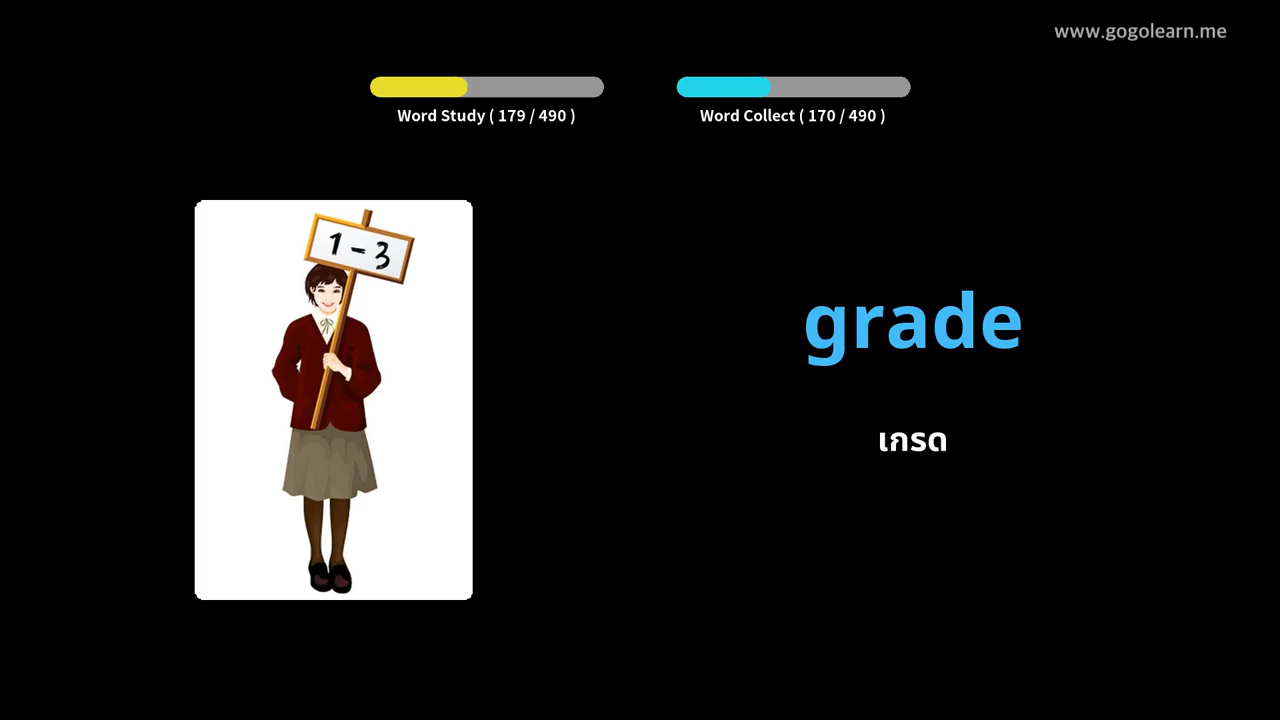 www.gogolearn.me
Word Study ( 179 / 490 )
Word Collect ( 170 / 490 )
1 - 3
grade
เกรด